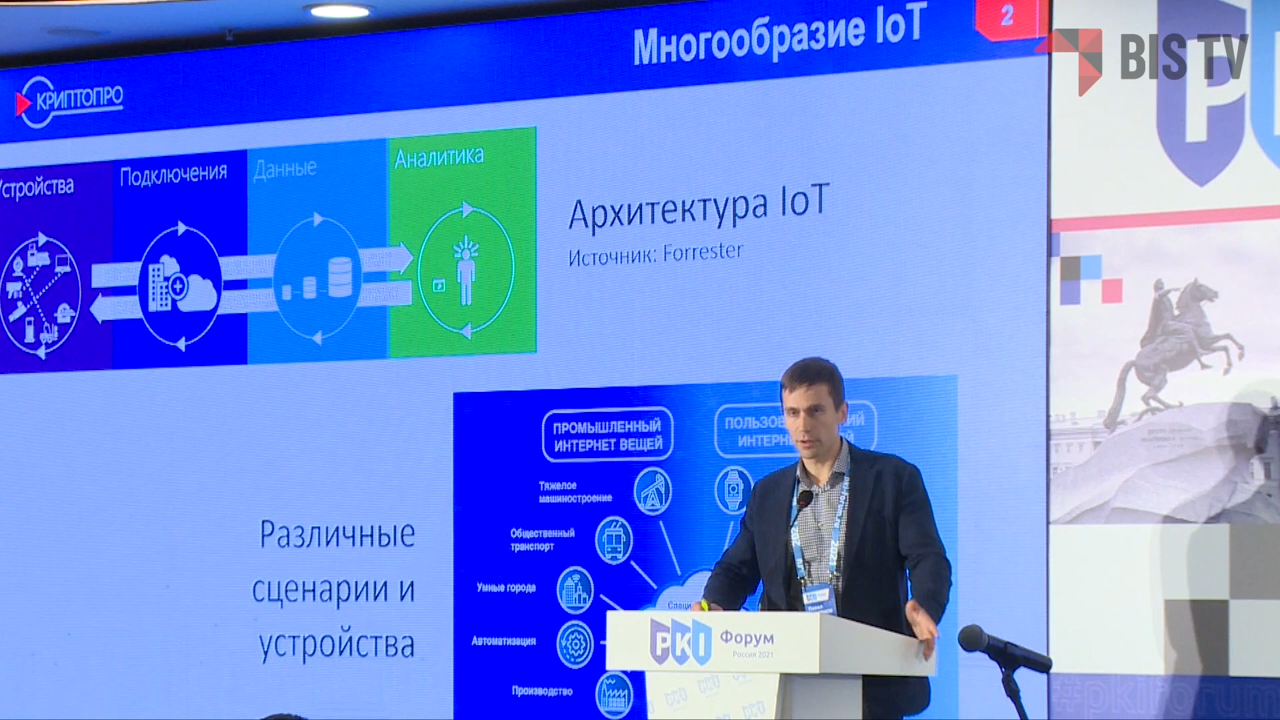 Многообразие IoT
2
BIS TV
КРИПТОПРО
Устройства
Подключения
Данные
Аналитика
Архитектура IoT
Источник: Forrester
ПРОМЫШЛЕННЫЙ
ИНТЕРНЕТ ВЕЩЕЙ
Тяжелое
машиностроение
Общественный
транспорт
Умные города
Автоматизация
Производство
Различные
сценарии и
устройства
PKI Форум
Россия 2021
#pkiforum